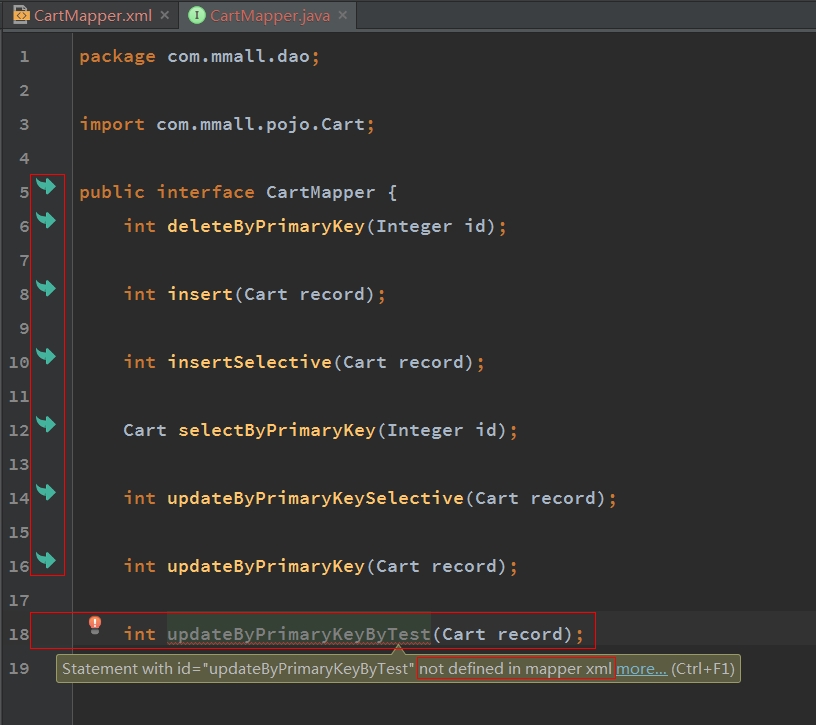 CartMapper.xml × I CartMapper.java ×
1 package com.mmall.dao;
2
3 import com.mmall.pojo.Cart;
4
5 public interface CartMapper {
6 int deleteByPrimaryKey(Integer id);
7
8 int insert(Cart record);
9
10 int insertSelective(Cart record);
11
12 Cart selectByPrimaryKey(Integer id);
13
14 int updateByPrimaryKeySelective(Cart record);
15
16 int updateByPrimaryKey(Cart record);
17
18 int updateByPrimaryKeyByTest(Cart record);
19 Statement with id="updateByPrimaryKeyByTest" not defined in mapper xml more... (Ctrl+F1)